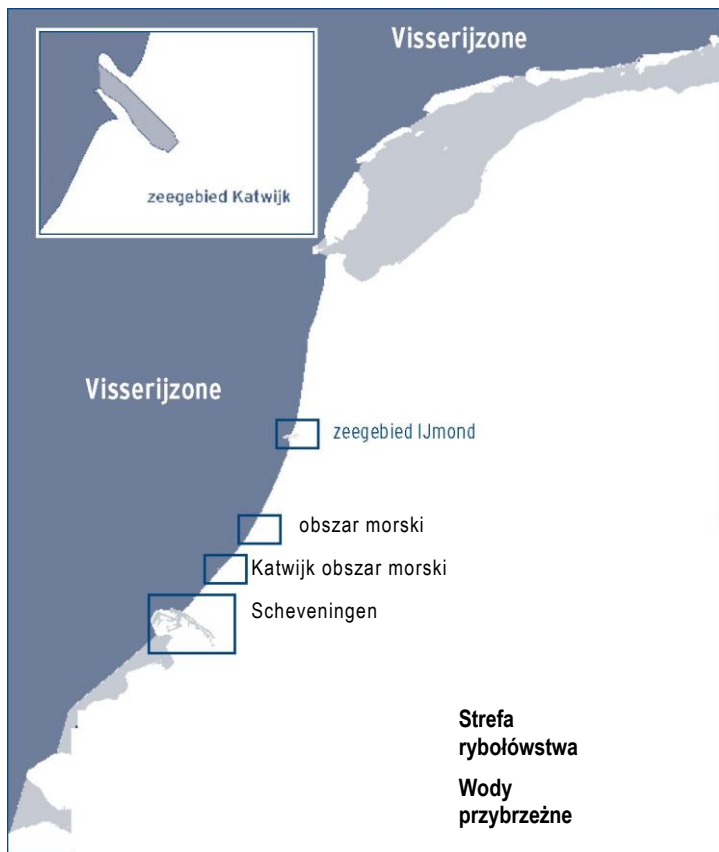 Visserijzone
zeegebied Katwijk
Visserijzone
zeegebied IJmond
obszar morski
Katwijk obszar morski
Scheveningen
Strefa
rybołówstwa
Wody
przybrzeżne